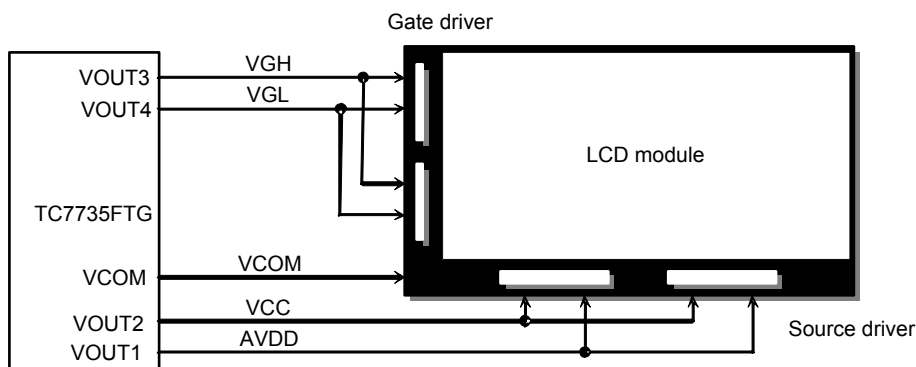 Gate driver
VOUT3
VGH
VOUT4
VGL
LCD module
TC7735FTG
VCOM
VCOM
VOUT2
VCC
Source driver
VOUT1
AVDD